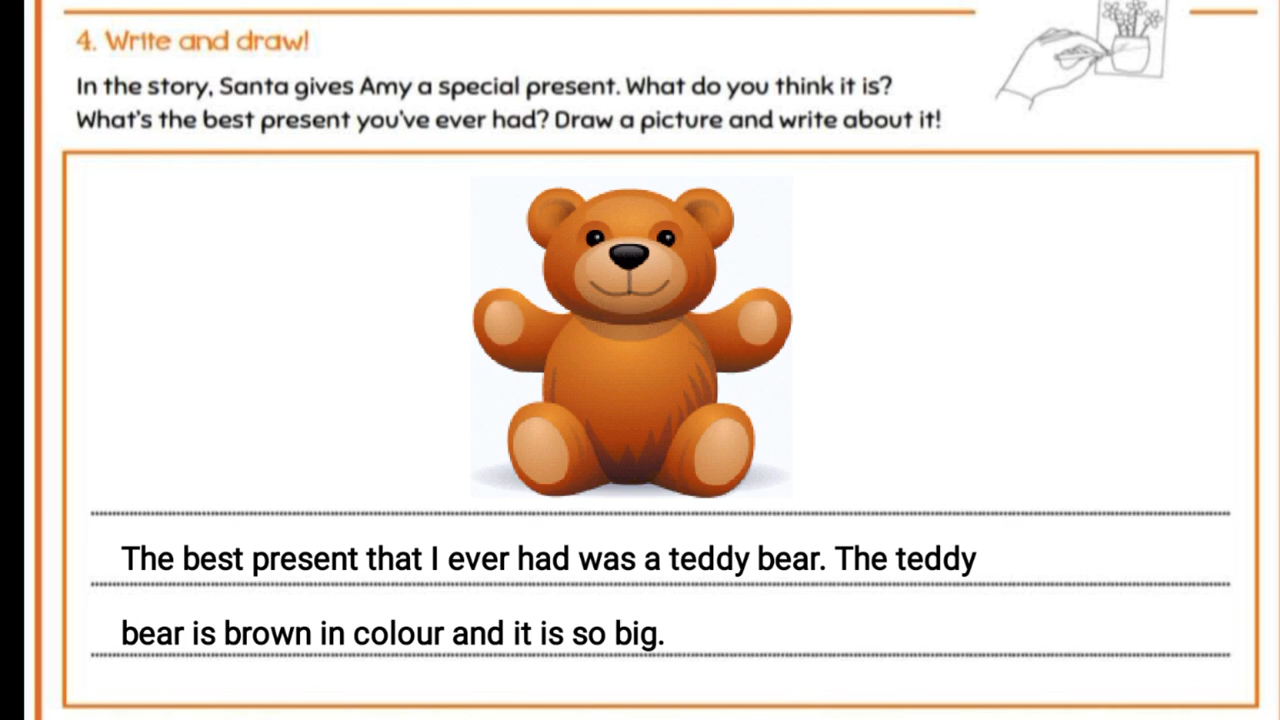 4. Write and draw!
In the story, Santa gives Amy a special present. What do you think it is?
What's the best present you've ever had? Draw a picture and write about it!
The best present that I ever had was a teddy bear. The teddy
bear is brown in colour and it is so big.